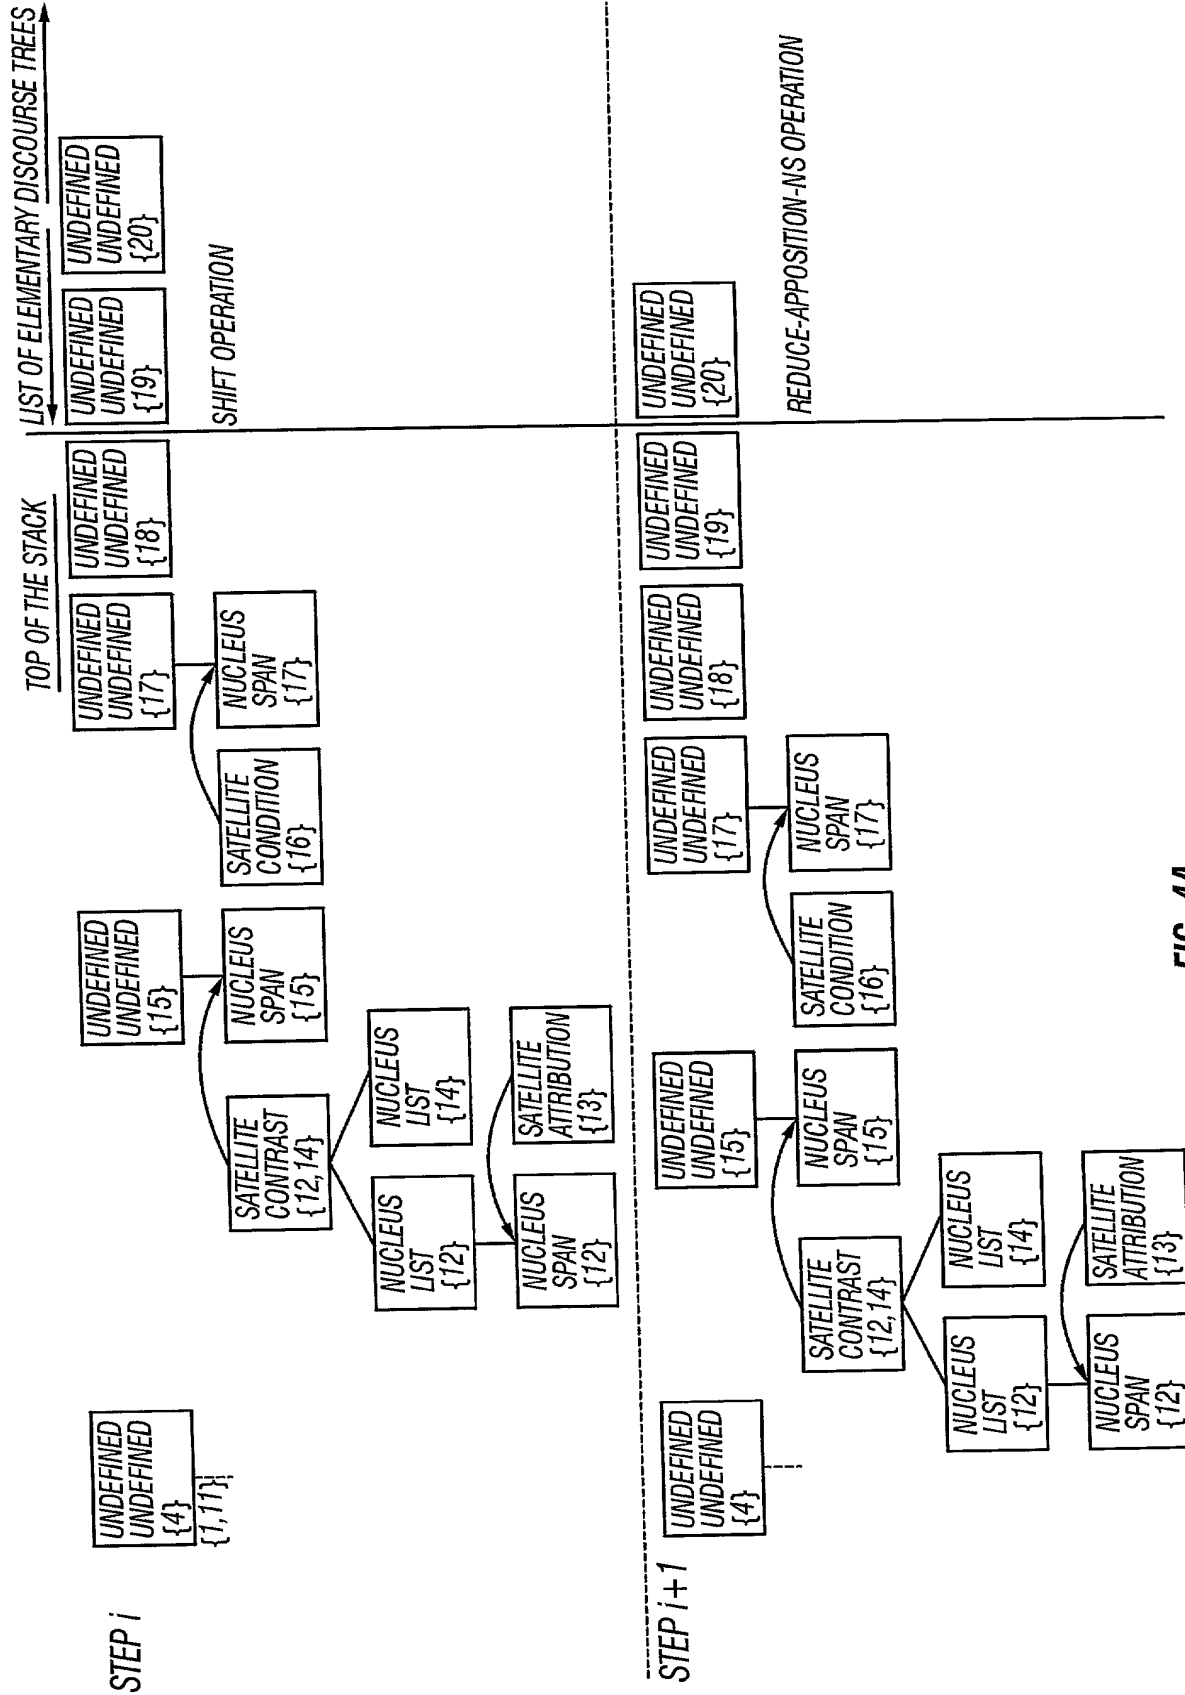 TOP OF THE STACK
LIST OF ELEMENTARY DISCOURSE TREES
STEP i
UNDEFINED
UNDEFINED
{4}
{1,11}
UNDEFINED
UNDEFINED
{15}
UNDEFINED
UNDEFINED
{17}
UNDEFINED
UNDEFINED
{18}
UNDEFINED
UNDEFINED
{19}
UNDEFINED
UNDEFINED
{20}
SATELLITE
CONTRAST
{12,14}
NUCLEUS
SPAN
{15}
SATELLITE
CONDITION
{16}
NUCLEUS
SPAN
{17}
SHIFT OPERATION
NUCLEUS
LIST
{12}
NUCLEUS
LIST
{14}
NUCLEUS
SPAN
{12}
SATELLITE
ATTRIBUTION
{13}
STEP i+1
UNDEFINED
UNDEFINED
{4}
UNDEFINED
UNDEFINED
{15}
UNDEFINED
UNDEFINED
{17}
UNDEFINED
UNDEFINED
{18}
UNDEFINED
UNDEFINED
{19}
UNDEFINED
UNDEFINED
{20}
SATELLITE
CONTRAST
{12,14}
NUCLEUS
SPAN
{15}
SATELLITE
CONDITION
{16}
NUCLEUS
SPAN
{17}
REDUCE-APPOSITION-NS OPERATION
NUCLEUS
LIST
{12}
NUCLEUS
LIST
{14}
NUCLEUS
SPAN
{12}
SATELLITE
ATTRIBUTION
{13}
FIG. 4A